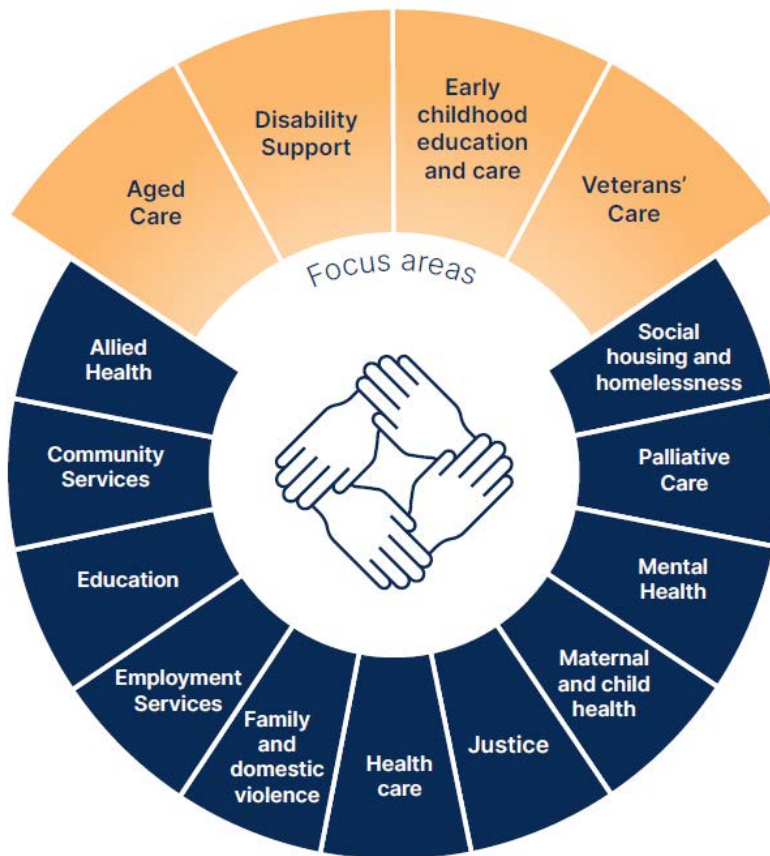 Aged
Care
Disability
Support
Early
childhood
education
and care
Veterans’
Care
Focus areas
Allied
Health
Community
Services
Education
Employment
Services
Family
and
domestic
violence
Health
care
Justice
Maternal
and child
health
Mental
Health
Palliative
Care
Social
housing and
homelessness